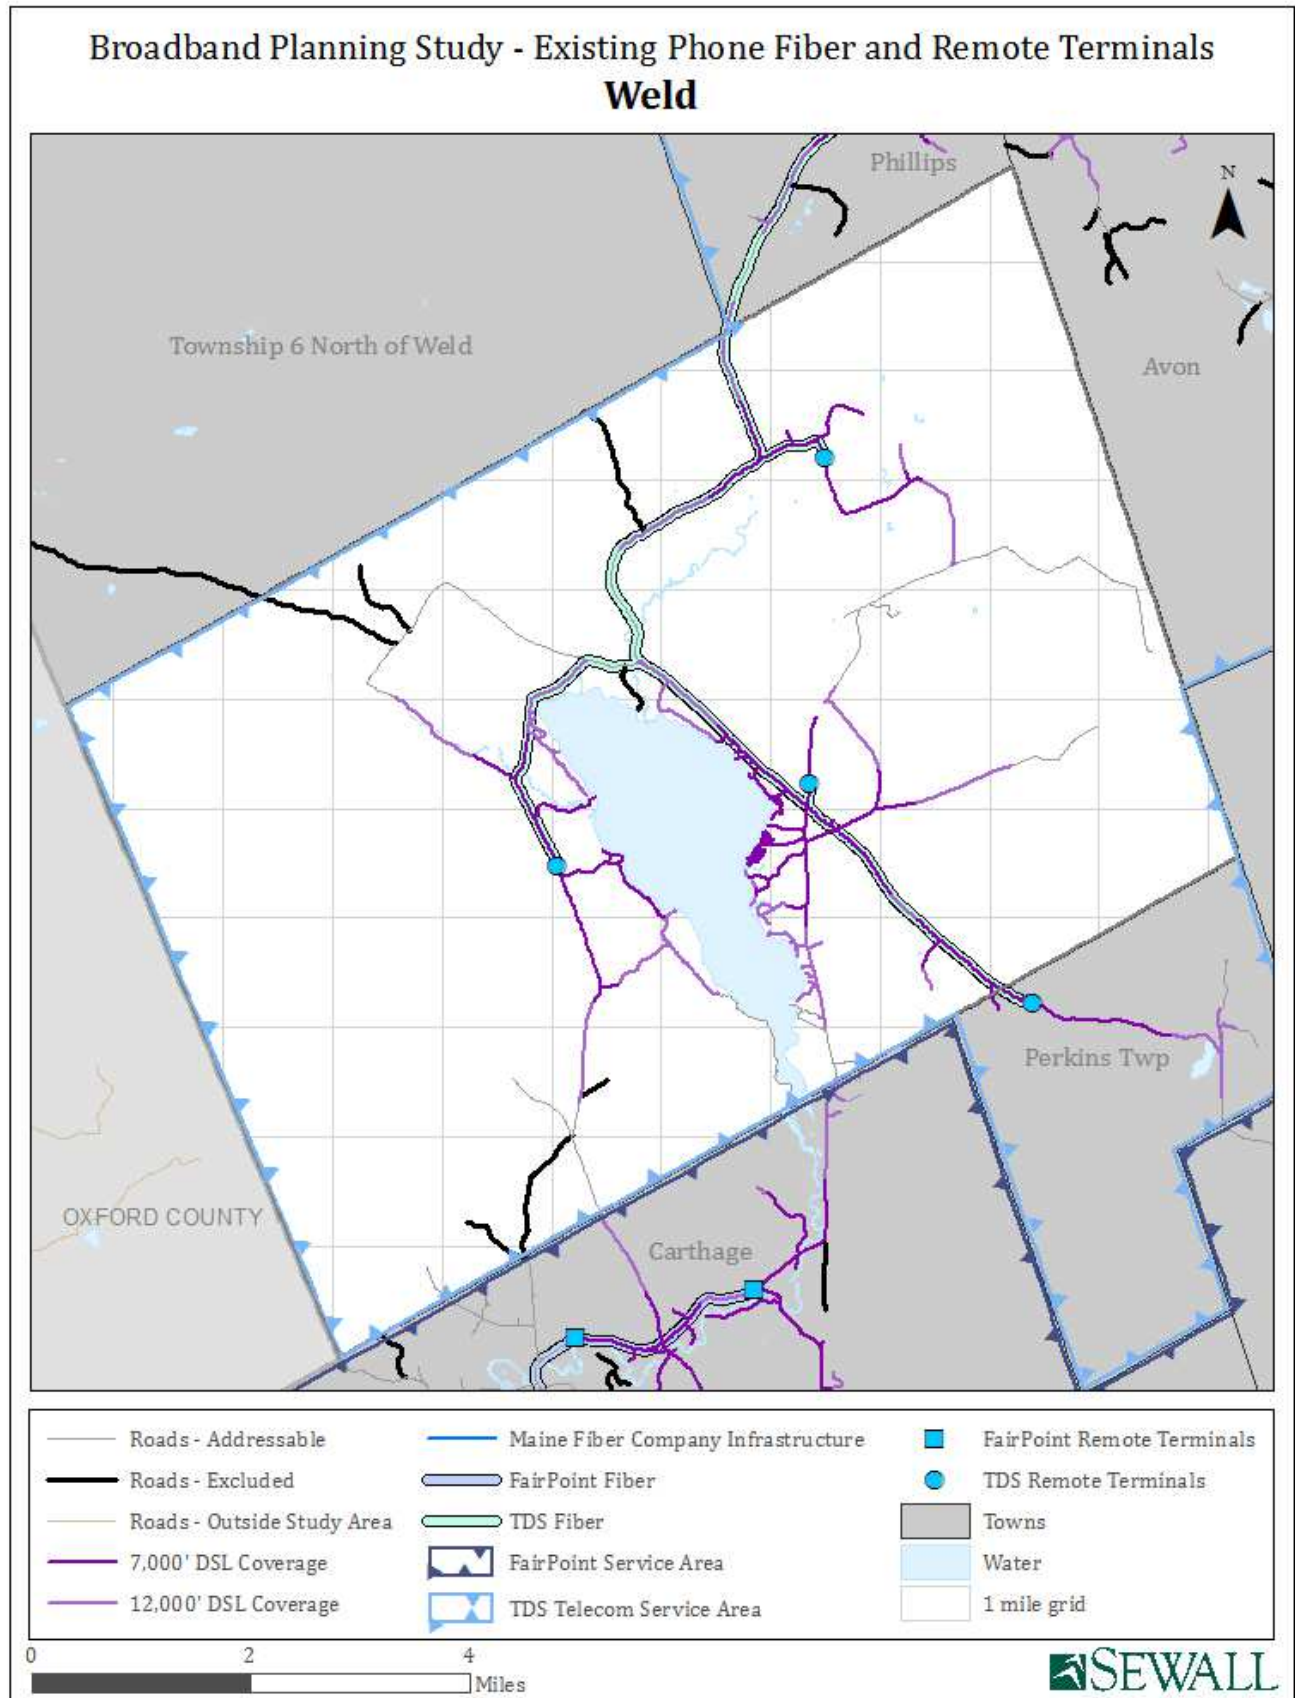 Broadband Planning Study - Existing Phone Fiber and Remote Terminals
Weld
Phillips
N
Township 6 North of Weld
Avon
Perkins Twp
OXFORD COUNTY
Carthage
Roads - Addressable
Roads - Excluded
Roads - Outside Study Area
7,000' DSL Coverage
12,000' DSL Coverage
Maine Fiber Company Infrastructure
FairPoint Fiber
TDS Fiber
FairPoint Service Area
TDS Telecom Service Area
FairPoint Remote Terminals
TDS Remote Terminals
Towns
Water
1 mile grid
0 2 4
Miles
SEWALL